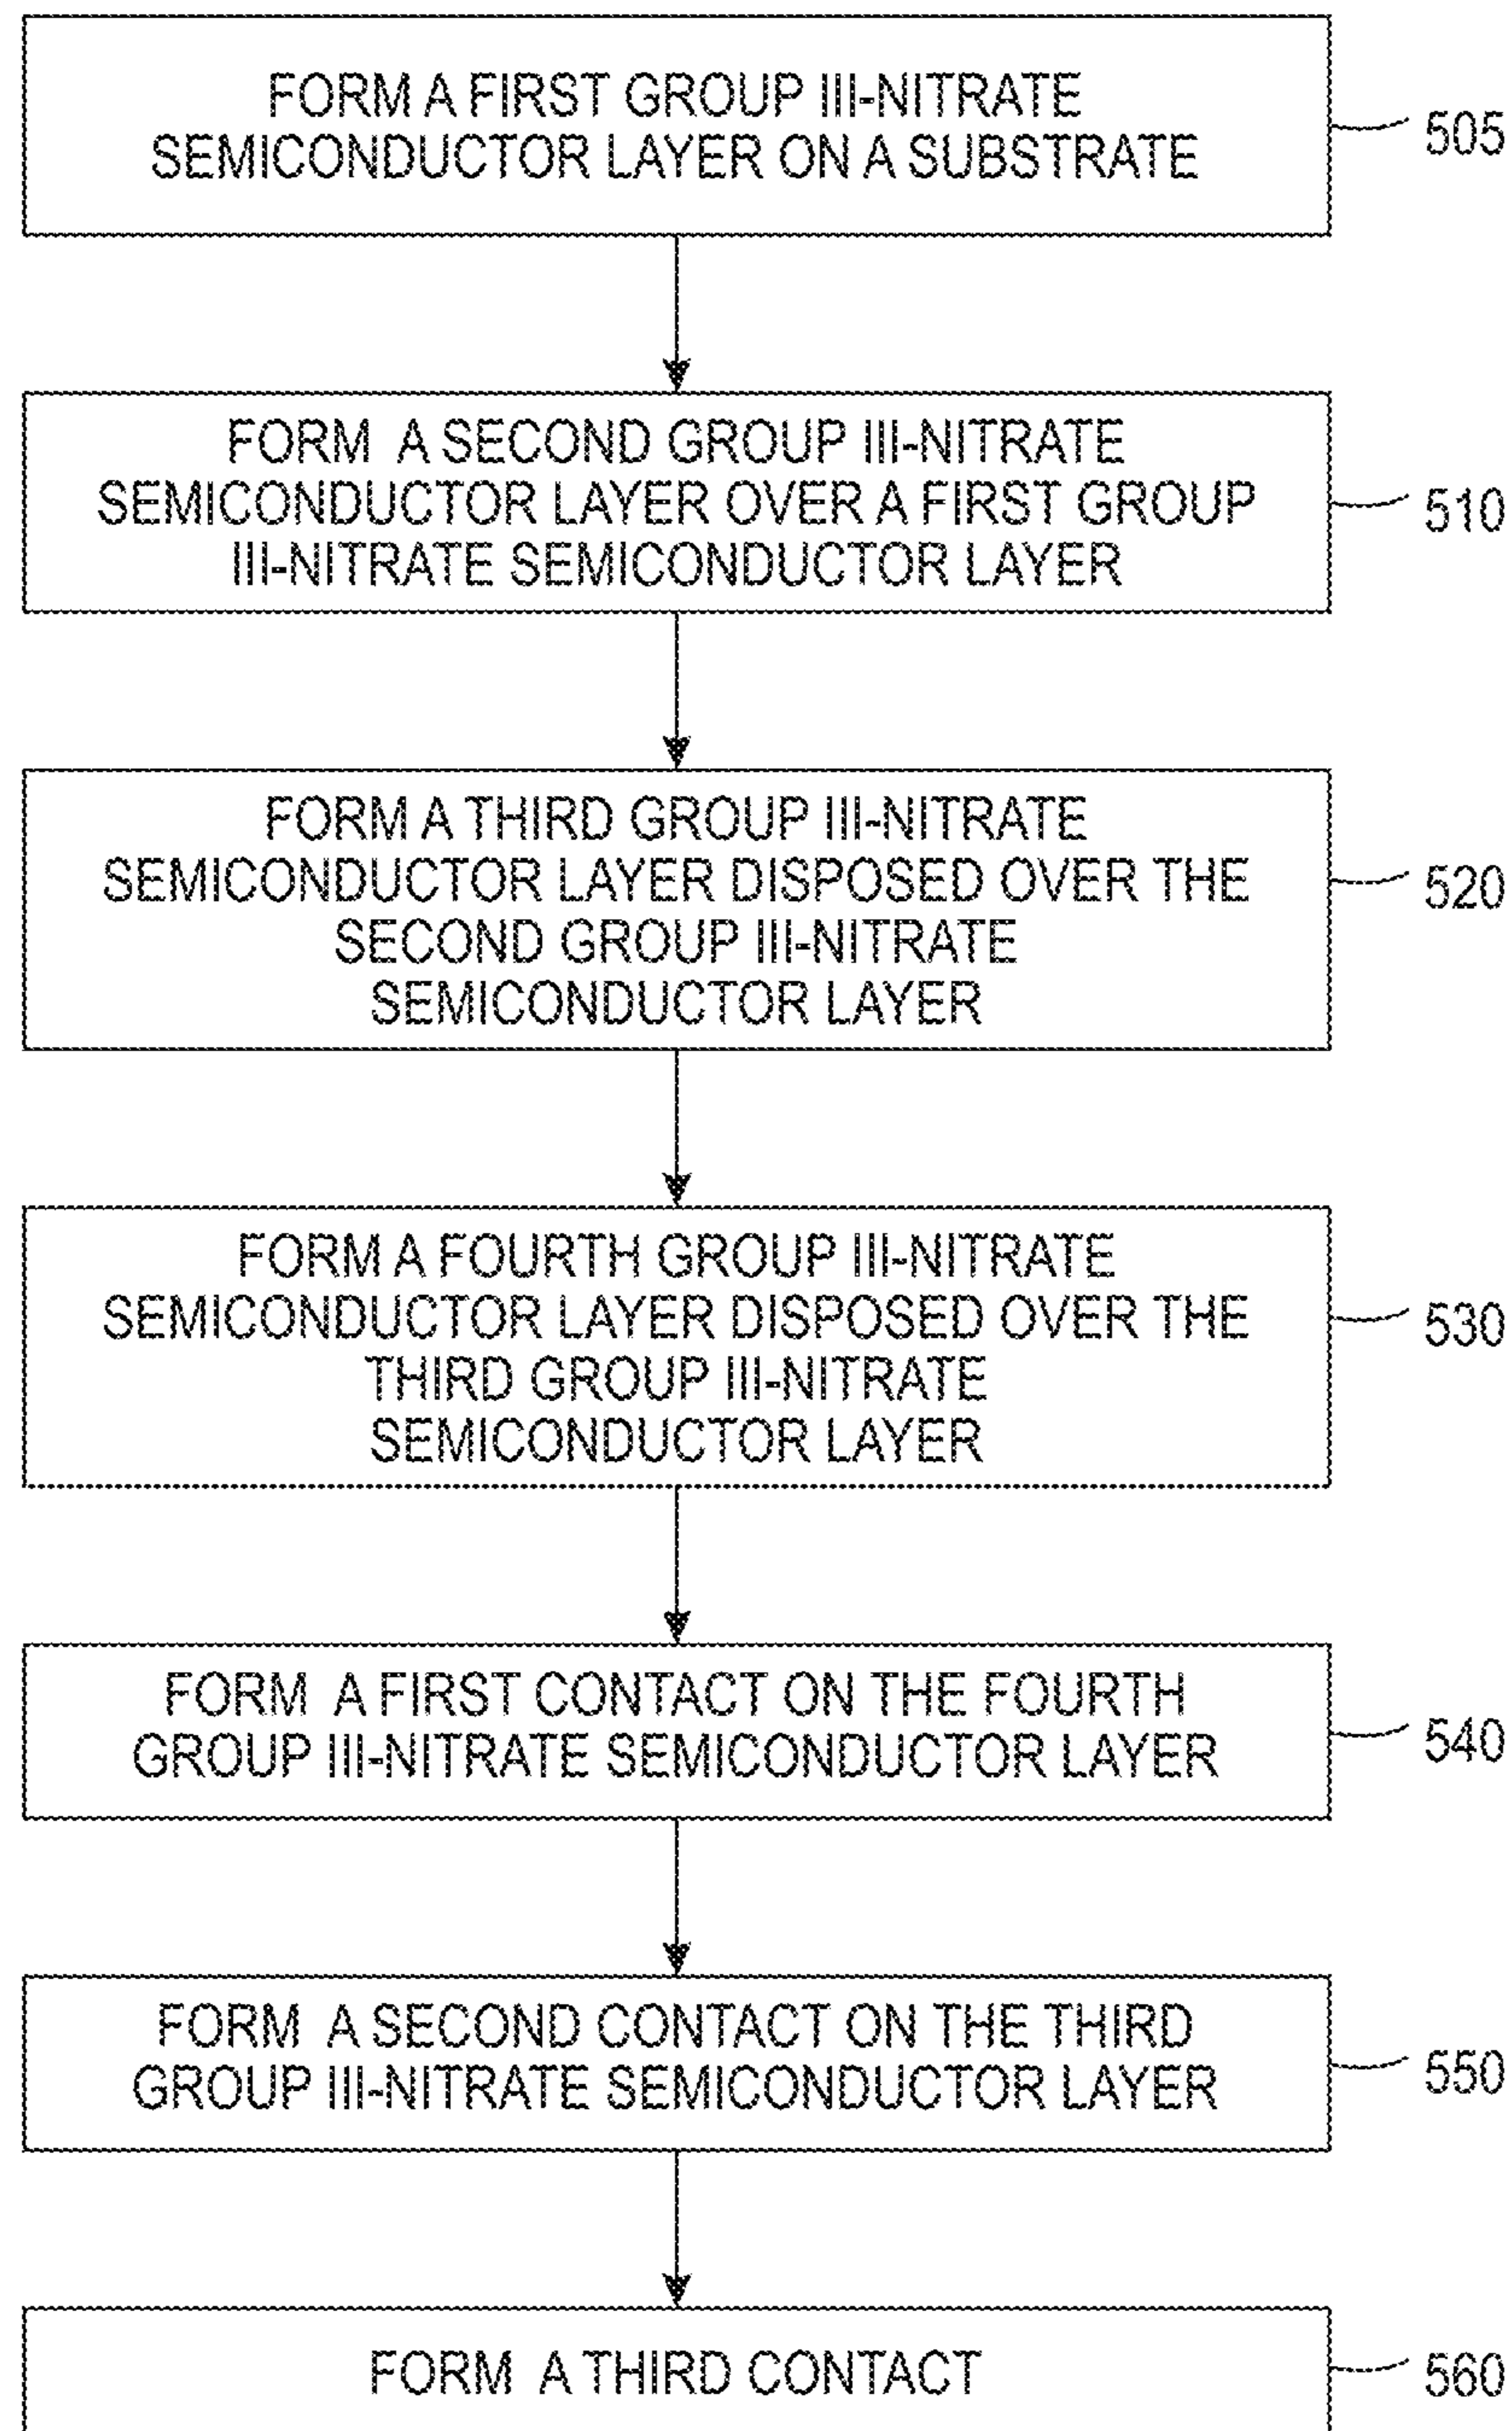 FORM A FIRST GROUP III-NITRATE
SEMICONDUCTOR LAYER ON A SUBSTRATE
505
FORM A SECOND GROUP III-NITRATE
SEMICONDUCTOR LAYER OVER A FIRST GROUP
III-NITRATE SEMICONDUCTOR LAYER
510
FORM A THIRD GROUP III-NITRATE
SEMICONDUCTOR LAYER DISPOSED OVER THE
SECOND GROUP III-NITRATE
SEMICONDUCTOR LAYER
520
FORM A FOURTH GROUP III-NITRATE
SEMICONDUCTOR LAYER DISPOSED OVER THE
THIRD GROUP III-NITRATE
SEMICONDUCTOR LAYER
530
FORM A FIRST CONTACT ON THE FOURTH
GROUP III-NITRATE SEMICONDUCTOR LAYER
540
FORM A SECOND CONTACT ON THE THIRD
GROUP III-NITRATE SEMICONDUCTOR LAYER
550
FORM A THIRD CONTACT
560